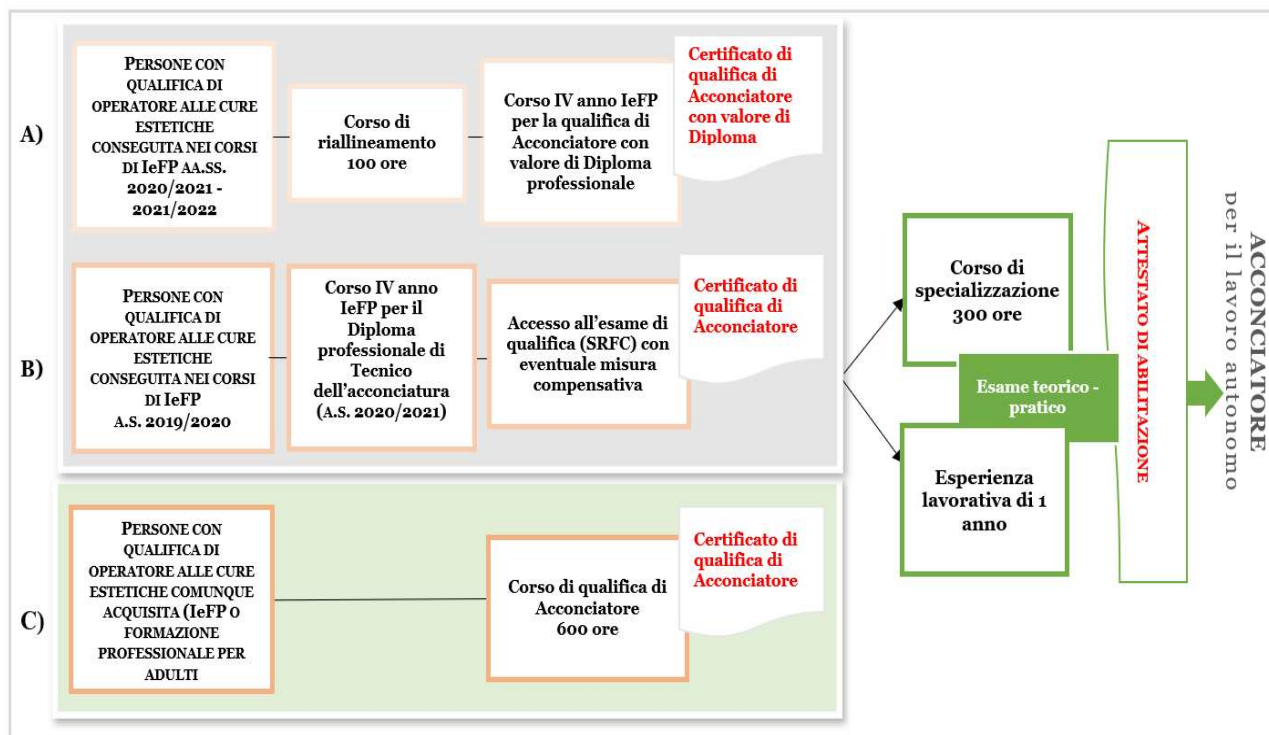 A)
PERSONE CON
QUALIFICA DI
OPERATORE ALLE CURE
ESTETICHE
CONSEGUITA NEI CORSI
DI IeFP AA.SS.
2020/2021 -
2021/2022
Corso di
riallineamento
100 ore
Corso IV anno IeFP
per la qualifica di
Acconciatore con
valore di Diploma
professionale
Certificato di
qualifica di
Acconciatore
con valore di
Diploma
B)
PERSONE CON
QUALIFICA DI
OPERATORE ALLE CURE
ESTETICHE
CONSEGUITA NEI CORSI
DI IeFP
A.S. 2019/2020
Corso IV anno
IeFP per il
Diploma
professionale di
Tecnico
dell'acconciatura
(A.S. 2020/2021)
Accesso all'esame di
qualifica (SRFC) con
eventuale misura
compensativa
Certificato di
qualifica di
Acconciatore
C)
PERSONE CON
QUALIFICA DI
OPERATORE ALLE CURE
ESTETICHE COMUNQUE
ACQUISITA (IeFP O
FORMAZIONE
PROFESSIONALE PER
ADULTI
Corso di qualifica di
Acconciatore
600 ore
Certificato di
qualifica di
Acconciatore
Corso di
specializzazione
300 ore
Esame teorico -
pratico
Esperienza
lavorativa di 1
anno
ATTESTATO DI ABILITAZIONE
ACCONCIATORE
per il lavoro autonomo